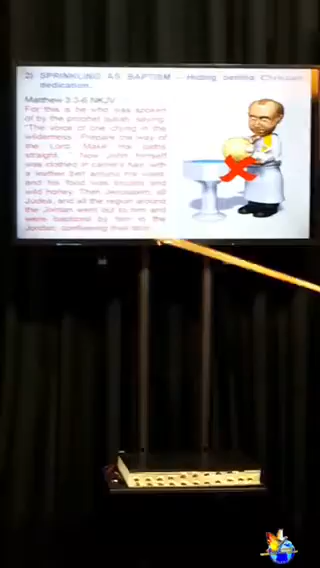 2) SPRINKLING AS BAPTISM - Hiding behind Christian
dedication.
Matthew 3:3-6 NKJV
For this is he who was spoken
of by the prophet Isaiah, saying:
"The voice of one crying in the
wilderness: Prepare the way of
the Lord; Make His paths
straight." Now John himself
was clothed in camel's hair, with
a leather belt around his waist;
and his food was locusts and
wild honey. Then Jerusalem, all
Judea, and all the region around
the Jordan went out to him and
were baptized by him in the
Jordan, confessing their sins.